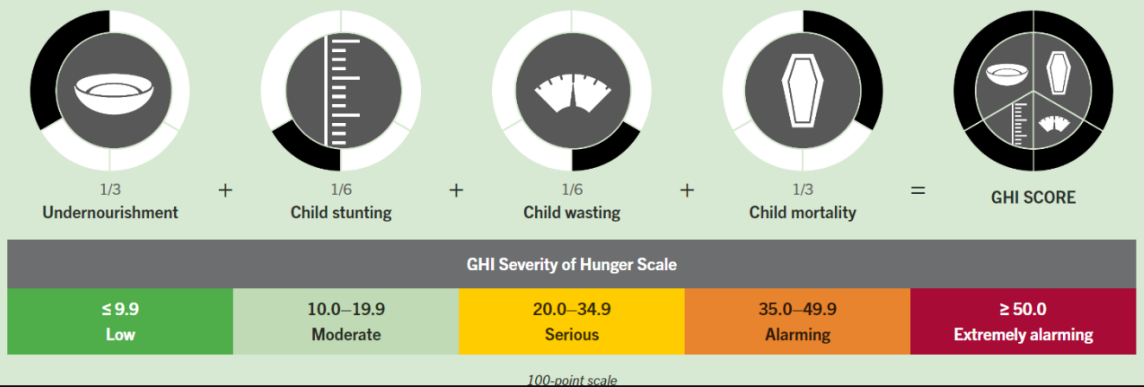 1/3 + 1/6 + 1/6 + 1/3 =
Undernourishment Child stunting Child wasting Child mortality GHI SCORE
GHI Severity of Hunger Scale
≤ 9.9 10.0–19.9 20.0–34.9 35.0–49.9 ≥ 50.0
Low Moderate Serious Alarming Extremely alarming
100-point scale